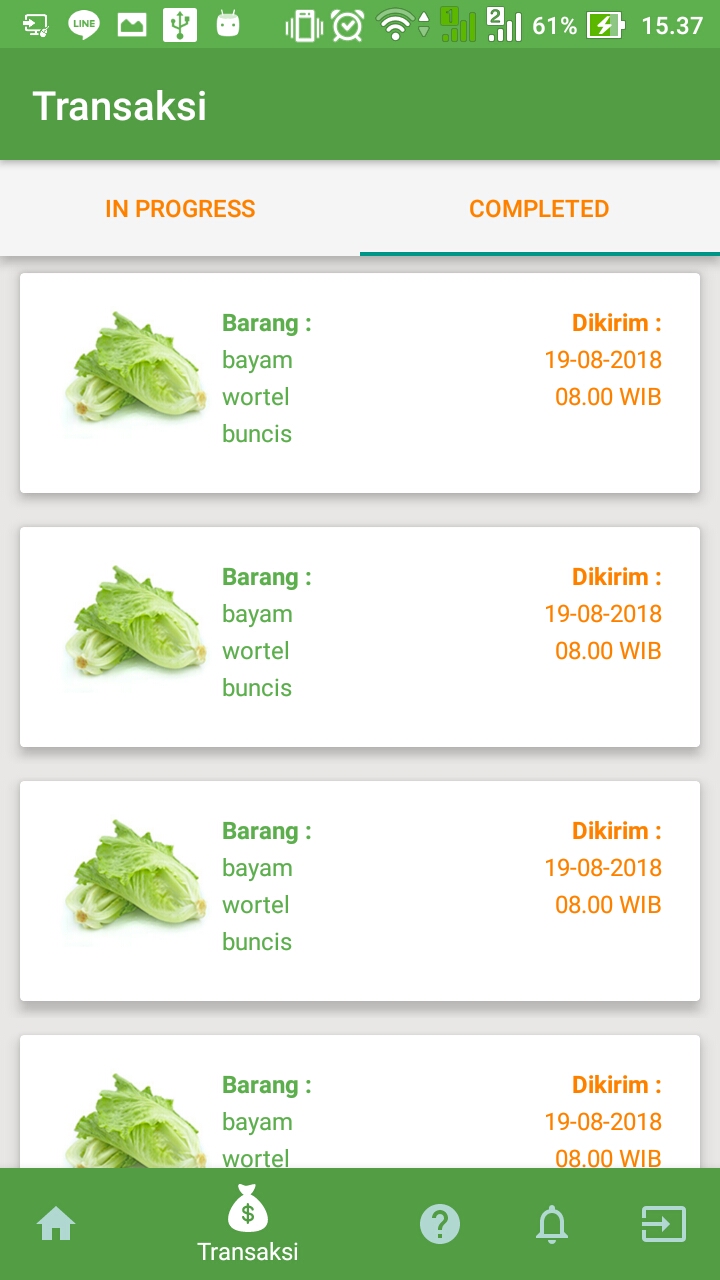 LINE
1
2
61%
15.37
Transaksi
IN PROGRESS
COMPLETED
Barang :
Dikirim :
bayam
19-08-2018
wortel
08.00 WIB
buncis
Barang :
Dikirim :
bayam
19-08-2018
wortel
08.00 WIB
buncis
Barang :
Dikirim :
bayam
19-08-2018
wortel
08.00 WIB
buncis
Barang :
Dikirim :
bayam
19-08-2018
wortel
08.00 WIB
$
?
Transaksi